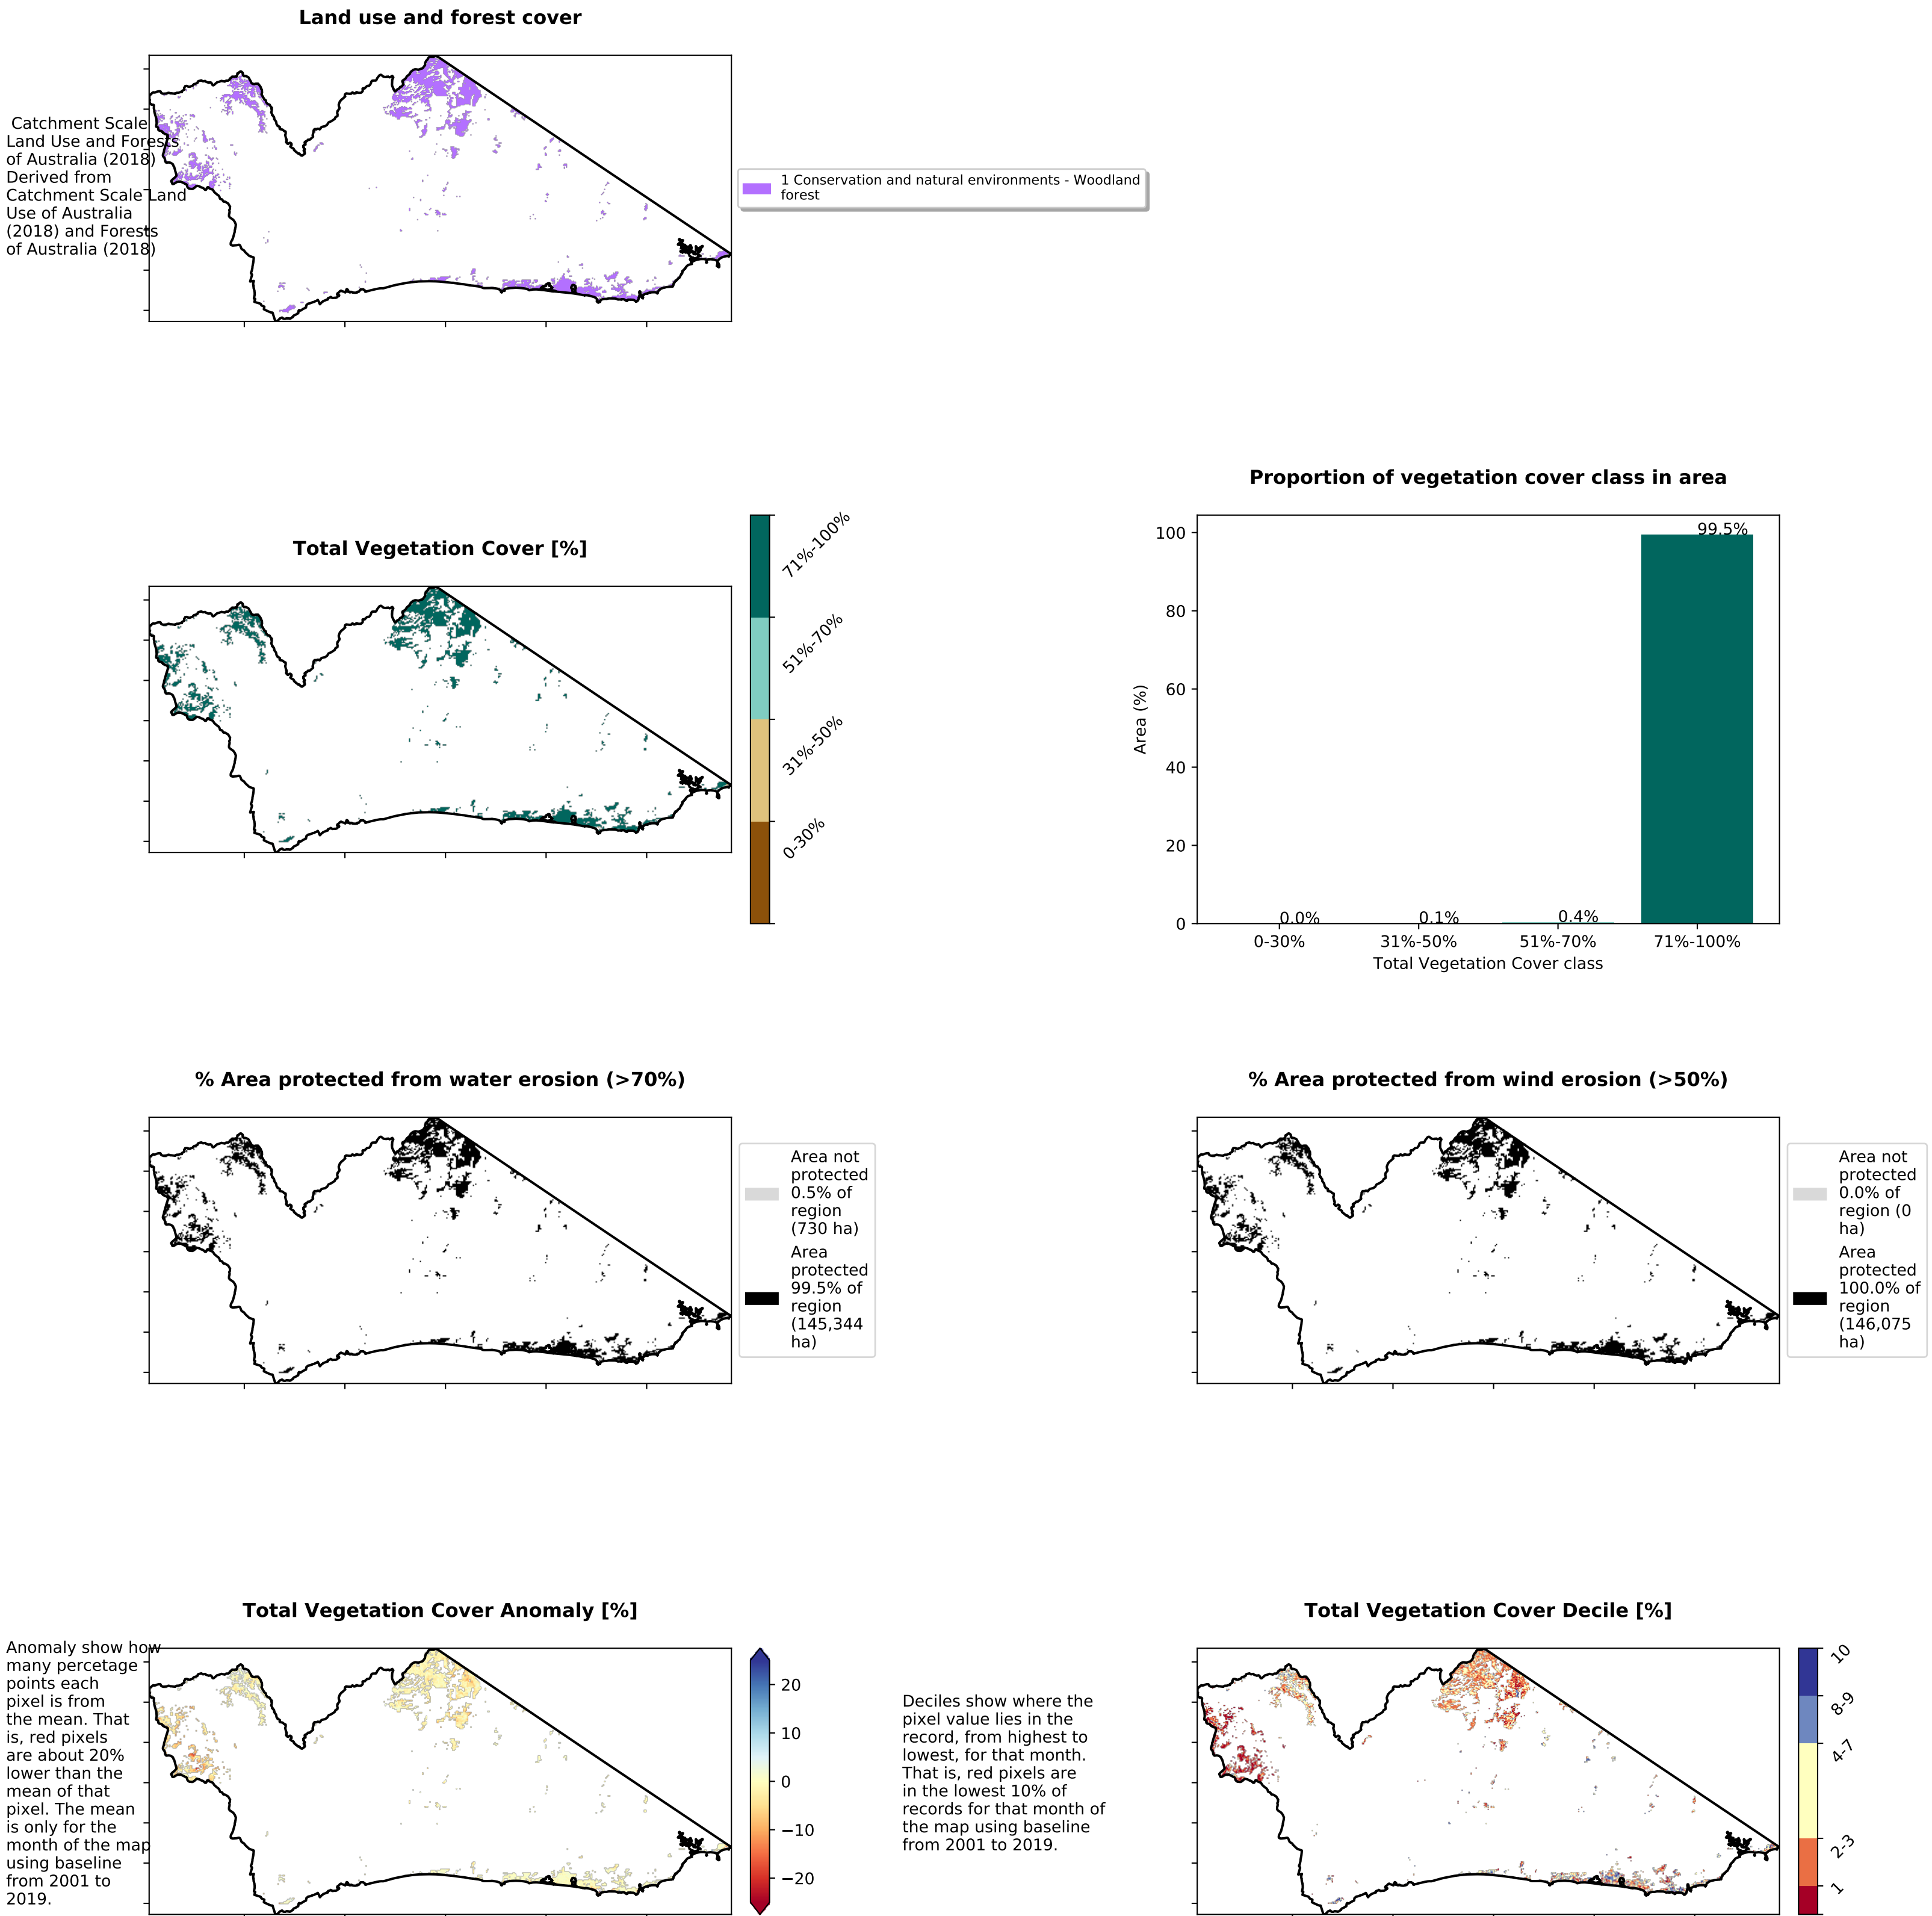 Land use and forest cover
Catchment Scale
Land Use and Forests
of Australia (2018)
Derived from
Catchment Scale Land
Use of Australia
(2018) and Forests
of Australia (2018)
1 Conservation and natural environments - Woodland
forest
Total Vegetation Cover [%]
71%-100%
51%-70%
31%-50%
0-30%
Proportion of vegetation cover class in area
Area (%)
100
80
60
40
20
0
0.0%
0.1%
0.4%
99.5%
0-30%
31%-50%
51%-70%
71%-100%
Total Vegetation Cover class
% Area protected from water erosion (>70%)
Area not
protected
0.5% of
region
(730 ha)
Area
protected
99.5% of
region
(145,344
ha)
% Area protected from wind erosion (>50%)
Area not
protected
0.0% of
region (0
ha)
Area
protected
100.0% of
region
(146,075
ha)
Total Vegetation Cover Anomaly [%]
Anomaly show how
many percetage
points each
pixel is from
the mean. That
is, red pixels
are about 20%
lower than the
mean of that
pixel. The mean
is only for the
month of the map
using baseline
from 2001 to
2019.
20
10
0
−10
−20
Total Vegetation Cover Decile [%]
Deciles show where the
pixel value lies in the
record, from highest to
lowest, for that month.
That is, red pixels are
in the lowest 10% of
records for that month of
the map using baseline
from 2001 to 2019.
10
8-9
4-7
2-3
1